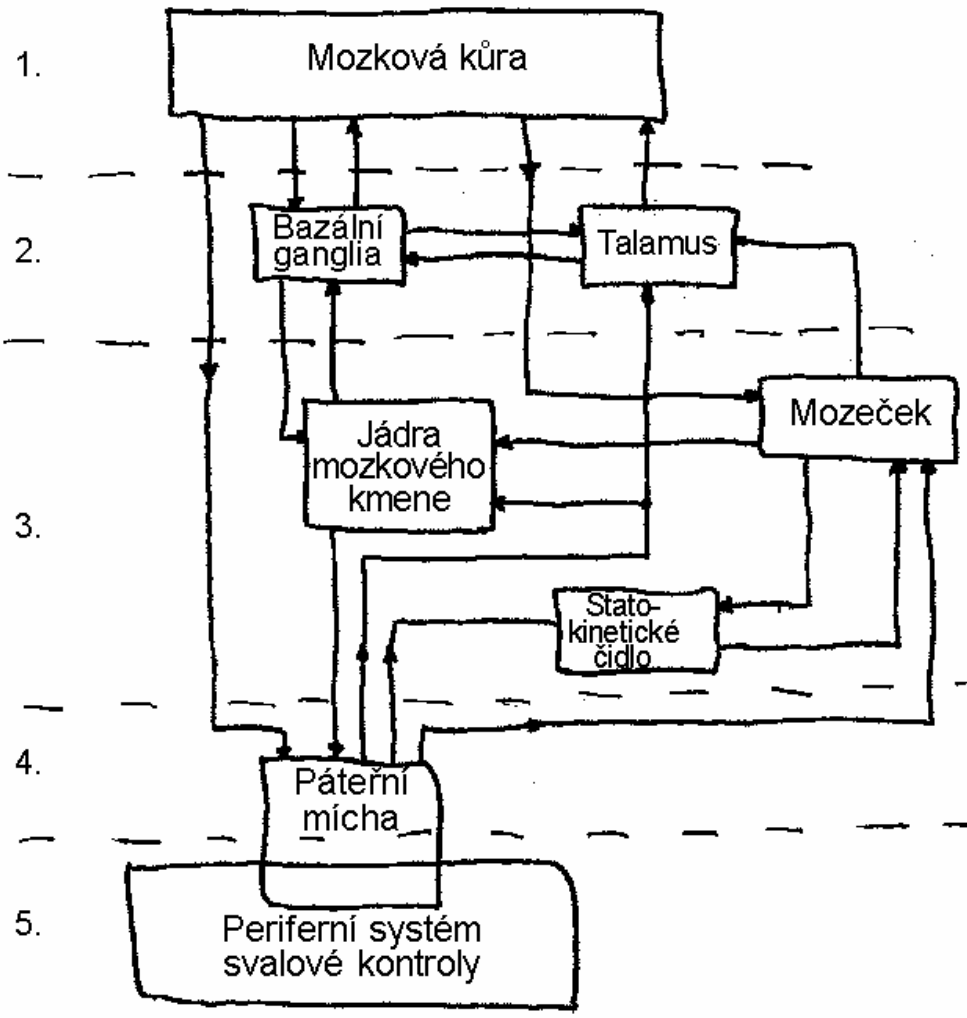 1.
Mozková kůra
2.
Bazální
ganglia
Talamus
Mozeček
3.
Jádra
mozkového
kmene
Stato-
kinetické
čidlo
4.
Páteřní
mícha
5.
Periferní systém
svalové kontroly